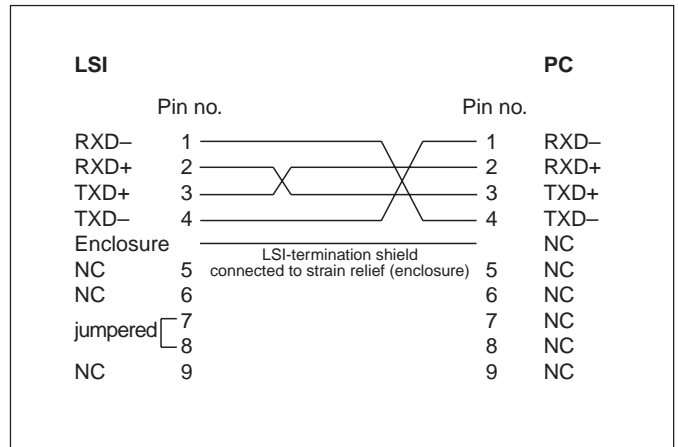 LSI PC
Pin no. Pin no.
RXD– 1 1 RXD–
RXD+ 2 2 RXD+
TXD+ 3 3 TXD+
TXD– 4 4 TXD–
Enclosure NC
LSI-termination shield
NC 5 connected to strain relief (enclosure) 5 NC
NC 6 6 NC
7 7 NC
jumpered
8 8 NC
NC 9 9 NC